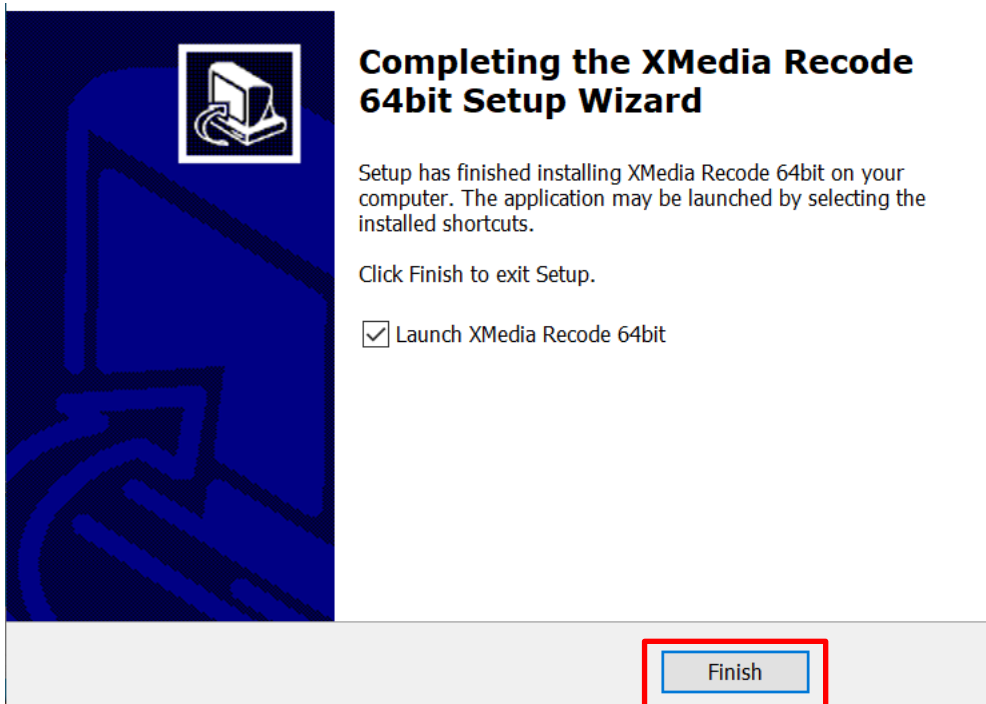 Completing the XMedia Recode
64bit Setup Wizard
Setup has finished installing XMedia Recode 64bit on your
computer. The application may be launched by selecting the
installed shortcuts.
Click Finish to exit Setup.
Launch XMedia Recode 64bit
Finish